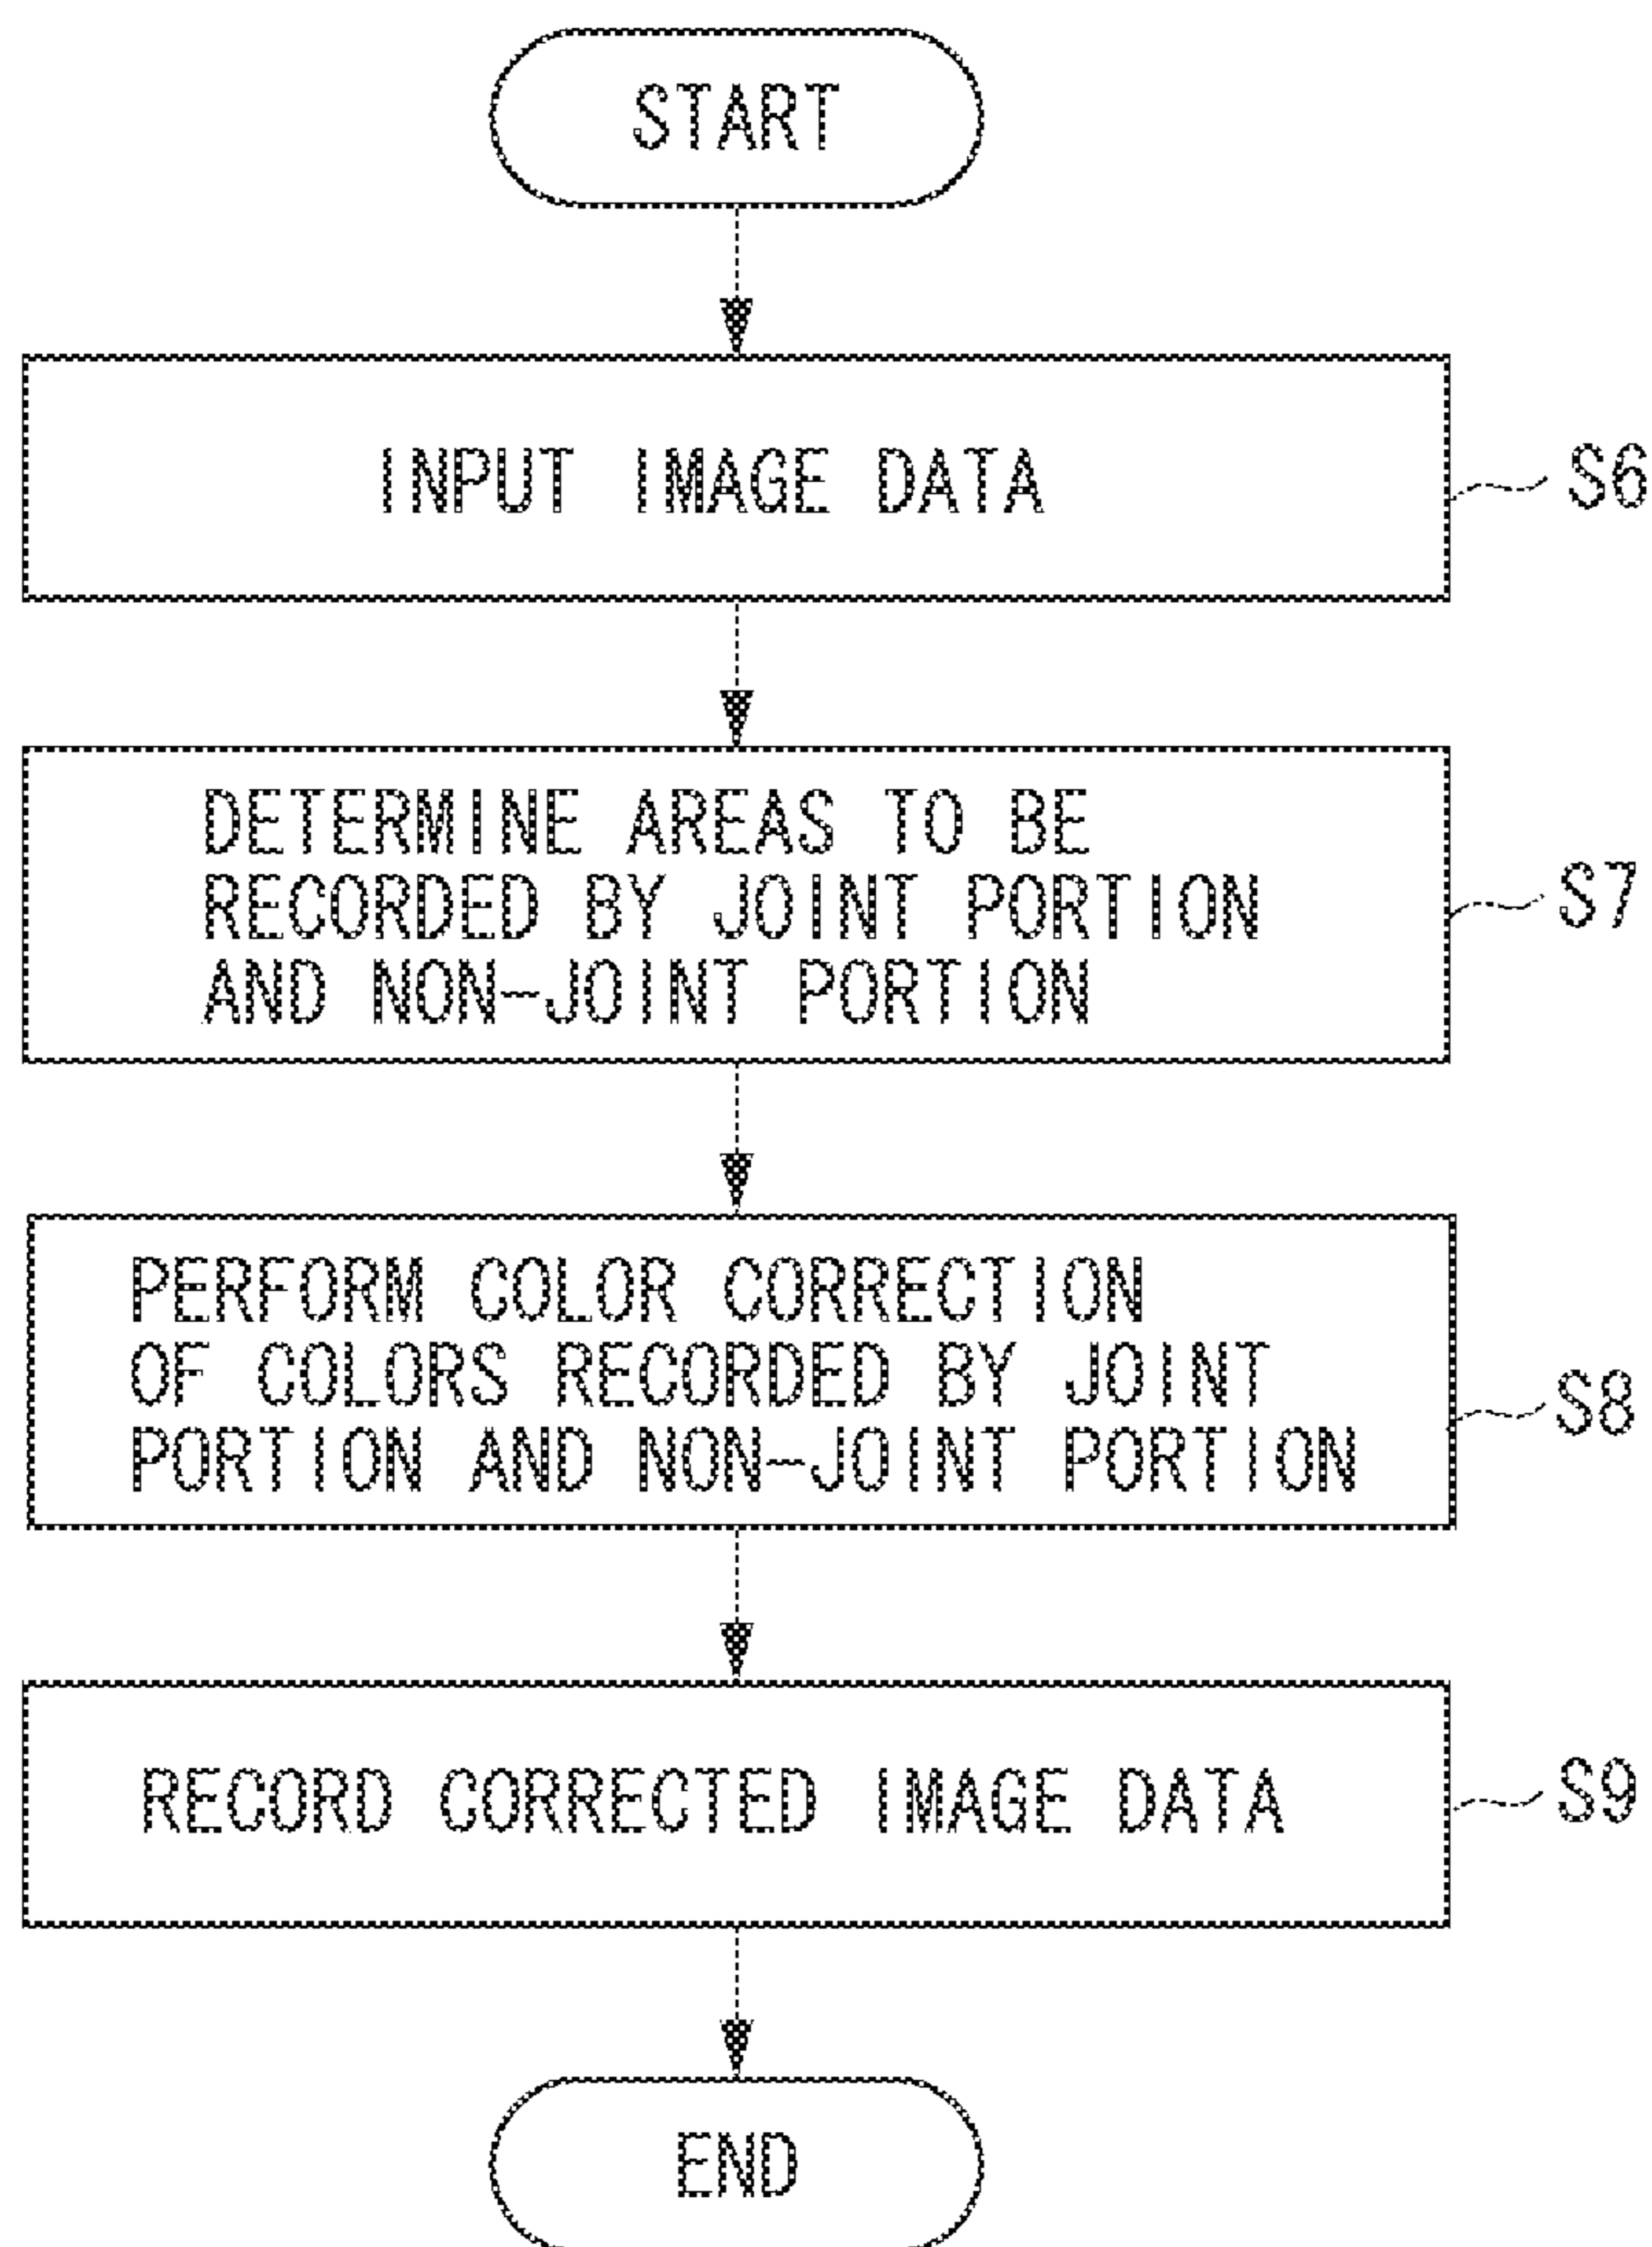 START
INPUT IMAGE DATA
S6
DETERMINE AREAS TO BE
RECORDED BY JOINT PORTION
AND NON-JOINT PORTION
S7
PERFORM COLOR CORRECTION
OF COLORS RECORDED BY JOINT
PORTION AND NON-JOINT PORTION
S8
RECORD CORRECTED IMAGE DATA
S9
END